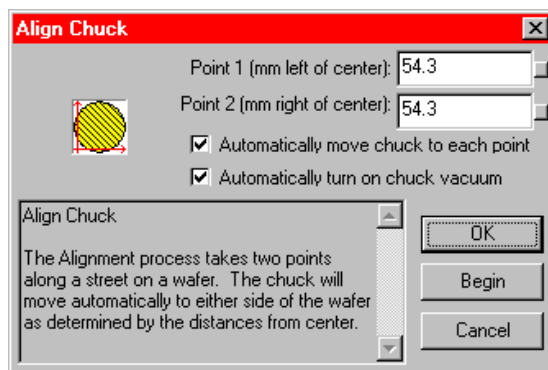 Align Chuck
Point 1 (mm left of center): 54.3
Point 2 (mm right of center): 54.3
Automatically move chuck to each point
Automatically turn on chuck vacuum
Align Chuck
The Alignment process takes two points
along a street on a wafer. The chuck will
move automatically to either side of the wafer
as determined by the distances from center.
OK
Begin
Cancel